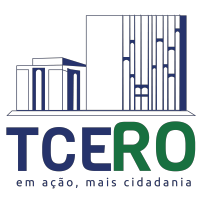 TCERO
em ação, mais cidadania